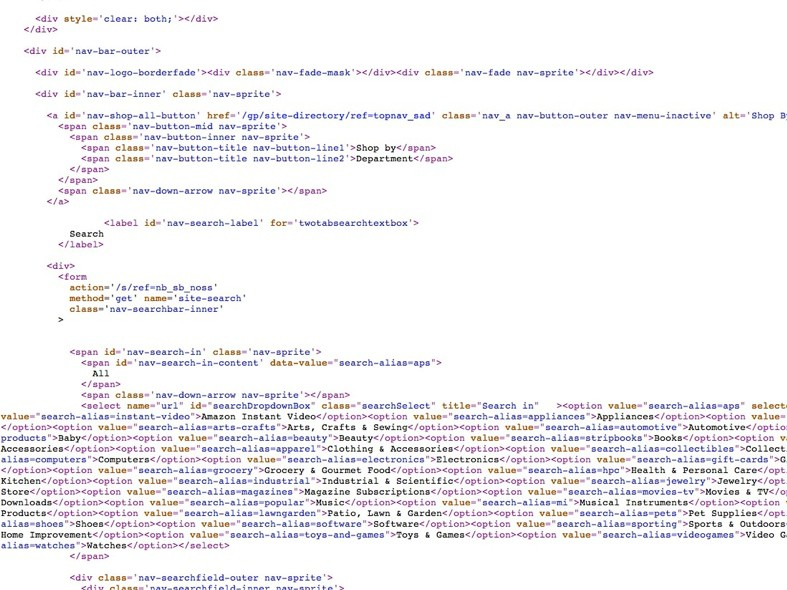 <div style='clear: both;'></div>
</div>
<div id='nav-bar-outer'>
<div id='nav-logo-borderfade'><div class='nav-fade-mask'></div><div class='nav-fade nav-sprite'></div></div>
<div id='nav-bar-inner' class='nav-sprite'>
<a id='nav-shop-all-button' href='/gp/site-directory/ref=topnav_sad' class='nav_a nav-button-outer nav-menu-inactive' alt='Shop B
<span class='nav-button-mid nav-sprite'>
<span class='nav-button-inner nav-sprite'>
<span class='nav-button-title nav-button-line1'>Shop by</span>
<span class='nav-button-title nav-button-line2'>Department</span>
</span>
</span>
<span class='nav-down-arrow nav-sprite'></span>
</a>
<label id='nav-search-label' for='twotabsearchtextbox'>
Search
</label>
<div>
<form
action='/s/ref=nb_sb_noss'
method='get' name='site-search'
class='nav-searchbar-inner'
>
<span id='nav-search-in' class='nav-sprite'>
<span id='nav-search-in-content' data-value="search-alias=aps">
All
</span>
<span class='nav-down-arrow nav-sprite'></span>
<select name="url" id="searchDropdownBox" class="searchSelect" title="Search in" ><option value="search-alias=aps" select
value="search-alias=instant-video">Amazon Instant Video</option><option value="search-alias=appliances">Appliances</option><option
</option><option value="search-alias=arts-crafts">Arts, Crafts & Sewing</option><option value="search-alias=automotive">Automotive</option
products">Baby</option><option value="search-alias=beauty">Beauty</option><option value="search-alias=stripbooks">Books</option><option va
Accessories</option><option value="search-alias=apparel">Clothing & Accessories</option><option value="search-alias=collectibles">Collect
alias=computers">Computers</option><option value="search-alias=electronics">Electronics</option><option value="search-alias=gift-cards">G
</option><option value="search-alias=grocery">Grocery & Gourmet Food</option><option value="search-alias=hpc">Health & Personal Care</opt
Kitchen</option><option value="search-alias=industrial">Industrial & Scientific</option><option value="search-alias=jewelry">Jewelry</opt
Store</option><option value="search-alias=magazines">Magazine Subscriptions</option><option value="search-alias=movies-tv">Movies & TV</op
Downloads</option><option value="search-alias=popular">Music</option><option value="search-alias=mi">Musical Instruments</option><option v
Products</option><option value="search-alias=lawngarden">Patio, Lawn & Garden</option><option value="search-alias=pets">Pet Supplies</opt
alias=shoes">Shoes</option><option value="search-alias=software">Software</option><option value="search-alias=sporting">Sports & Outdoors
Home Improvement</option><option value="search-alias=toys-and-games">Toys & Games</option><option value="search-alias=videogames">Video G
alias=watches">Watches</option></select>
</span>
<div class='nav-searchfield-outer nav-sprite'>
<div class='nav-searchfield-inner nav-sprite'>